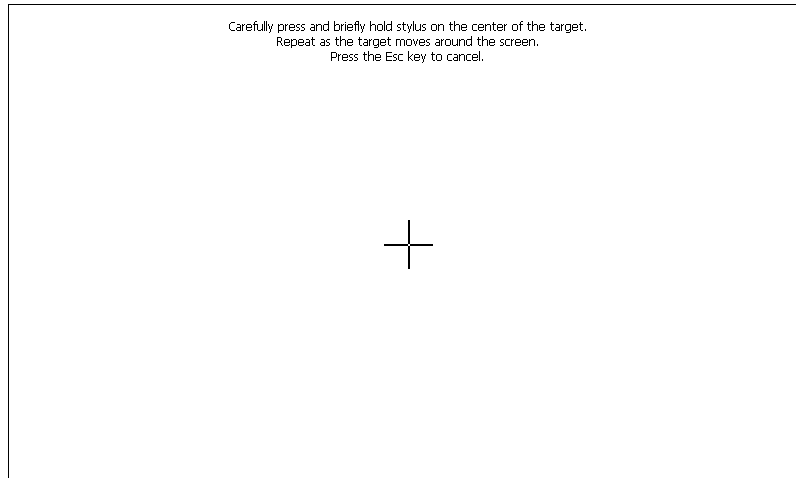 Carefully press and briefly hold stylus on the center of the target.
Repeat as the target moves around the screen.
Press the Esc key to cancel.